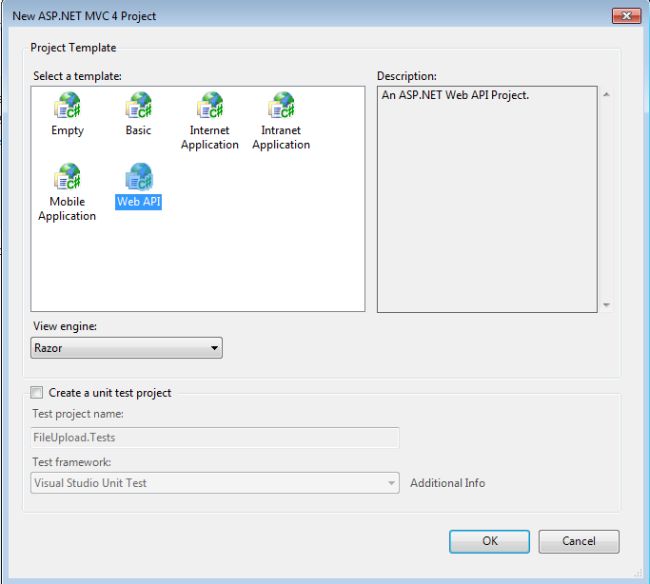 New ASP.NET MVC 4 Project
Project Template
Select a template:
Description:
Empty
Basic
Internet
Application
Intranet
Application
Mobile
Application
Web API
An ASP.NET Web API Project.
View engine:
Razor
Create a unit test project
Test project name:
FileUpload.Tests
Test framework:
Visual Studio Unit Test
Additional Info
OK
Cancel